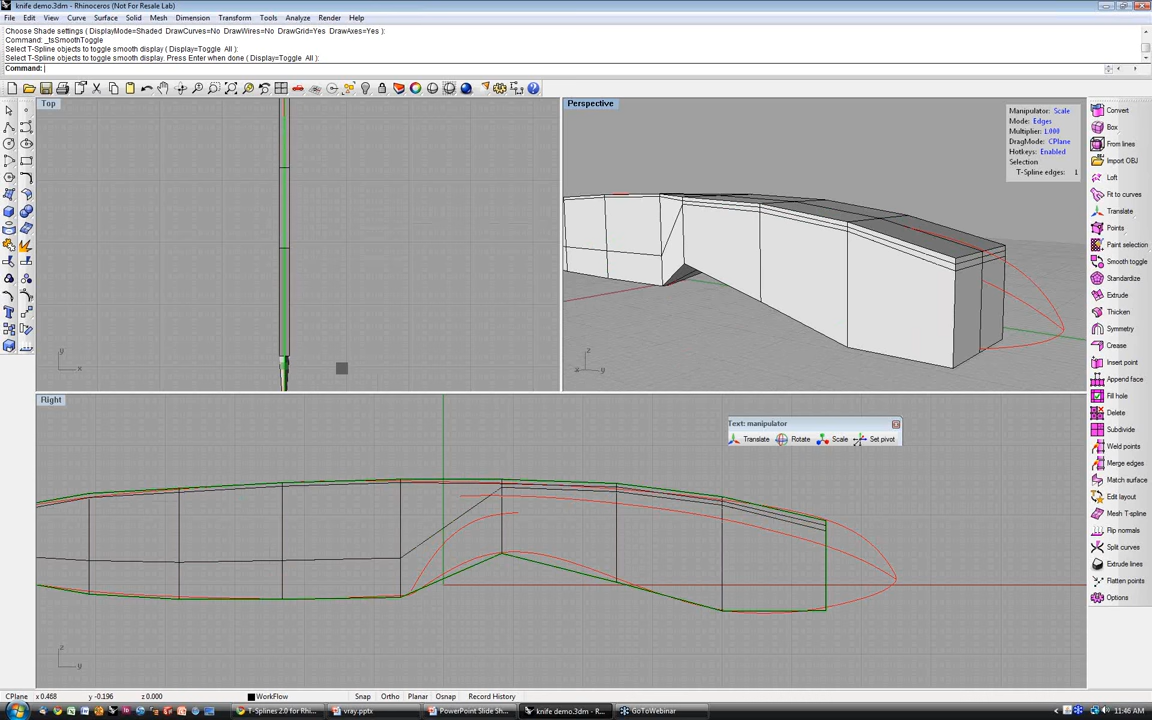 knife demo.3dm - Rhinoceros (Not For Resale Lab)
File Edit View Curve Surface Solid Mesh Dimension Transform Tools Analyze Render Help
Choose Shade settings ( DisplayMode=Shaded DrawCurves=No DrawWires=No DrawGrid=Yes DrawAxes=Yes ):
Command: _tsSmoothToggle
Select T-Spline objects to toggle smooth display ( Display=Toggle All ):
Select T-Spline objects to toggle smooth display. Press Enter when done ( Display=Toggle All ):
Command:
Top
Perspective
Manipulator: Scale
Mode: Edges
Multiplier: 1.000
DragMode: CPlane
Hotkeys: Enabled
Selection
T-Spline edges: 1
Convert
Box
From lines
Import OBJ
Loft
Fit to curves
Translate
Points
Paint selection
Smooth toggle
Standardize
Extrude
Thicken
Symmetry
Crease
Insert point
Append face
Fill hole
Delete
Subdivide
Weld points
Merge edges
Match surface
Edit layout
Mesh T-spline
Flip normals
Split curves
Extrude lines
Flatten points
Options
y
x
z
x
y
Right
Text: manipulator
Translate Rotate Scale Set pivot
z
y
CPlane x 0.468 y -0.196 z 0.000 WorkFlow Snap Ortho Planar Osnap Record History
T-Splines 2.0 for Rhi... vray.pptx PowerPoint Slide Sh... knife demo.3dm - R... GoToWebinar 11:46 AM